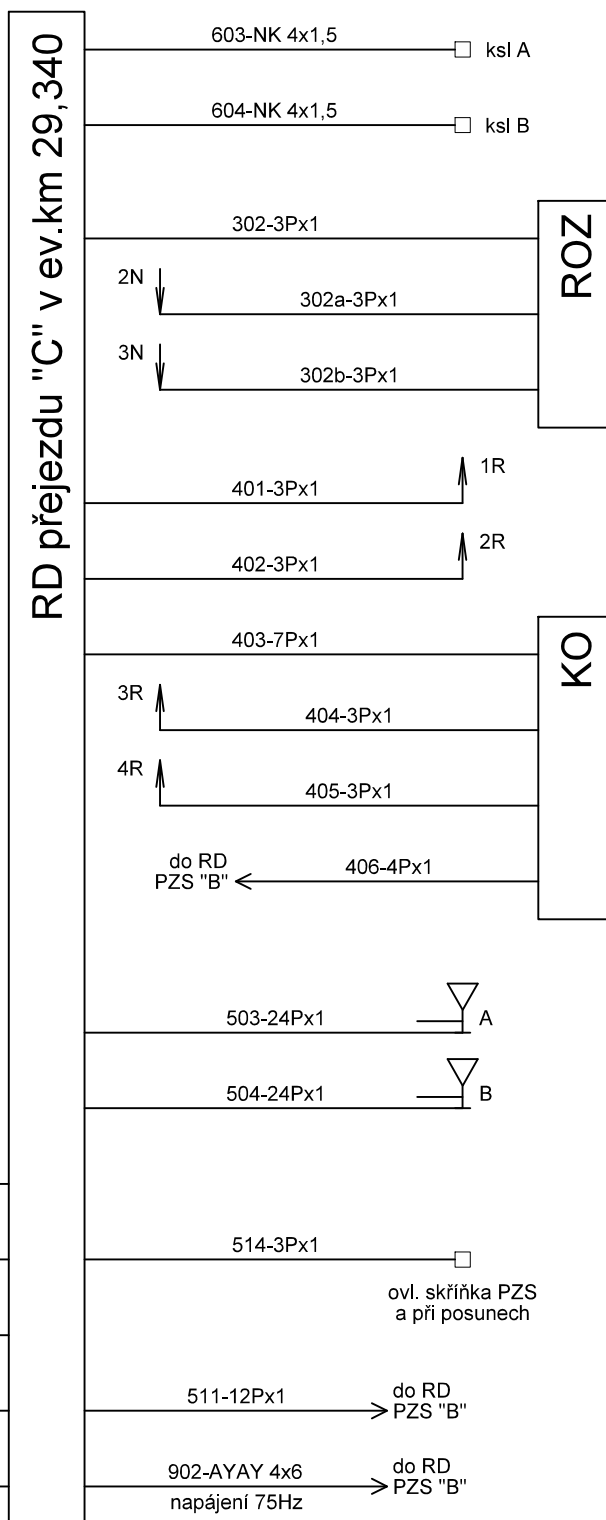 RD přejezdu "C" v ev.km 29,340
603-NK 4x1,5
ksl A
604-NK 4x1,5
ksl B
302-3Px1
ROZ
2N
302a-3Px1
3N
302b-3Px1
1R
401-3Px1
2R
402-3Px1
403-7Px1
KO
3R
404-3Px1
4R
405-3Px1
do RD
PZS "B"
406-4Px1
503-24Px1
A
504-24Px1
B
514-3Px1
ovl. skříňka PZS
a při posunech
511-12Px1
do RD
PZS "B"
902-AYAY 4x6
napájení 75Hz
do RD
PZS "B"